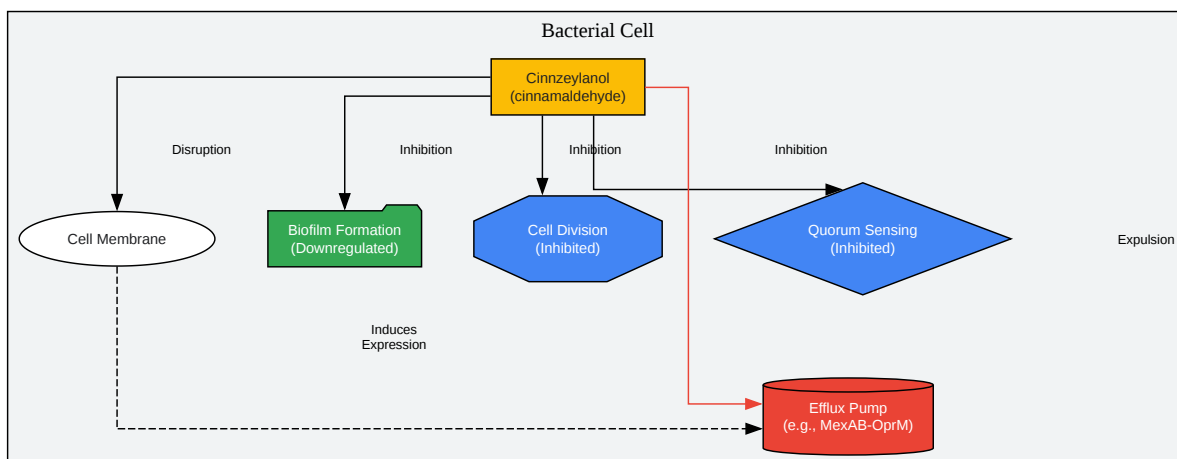 Bacterial Cell
Cinnzeylanol
(cinnamaldehyde)
Disruption
Inhibition
Inhibition
Inhibition
Cell Membrane
Biofilm Formation
(Downregulated)
Cell Division
(Inhibited)
Quorum Sensing
(Inhibited)
Expulsion
Induces
Expression
Efflux Pump
(e.g., MexAB-OprM)